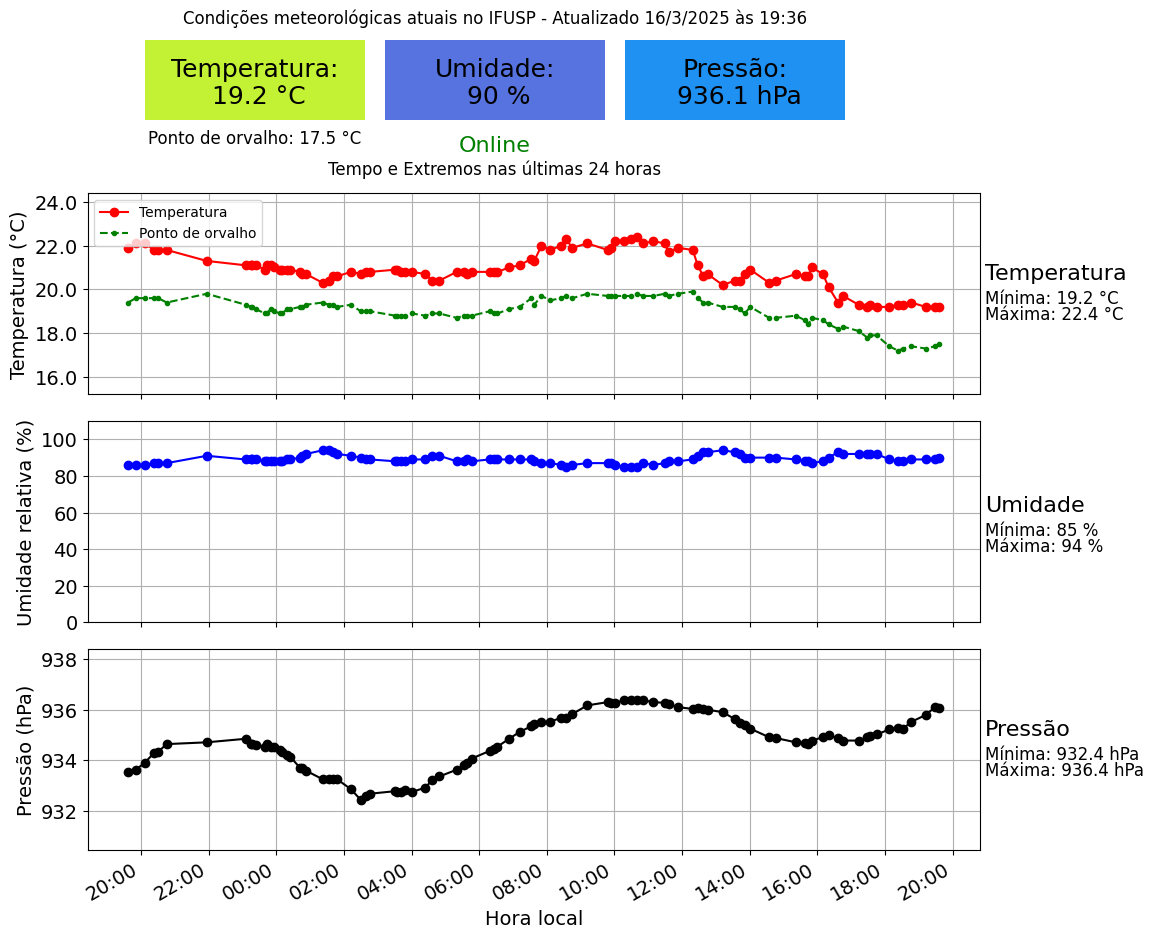 Condições meteorológicas atuais no IFUSP - Atualizado 16/3/2025 às 19:36
Temperatura:
19.2 °C
Umidade:
90 %
Pressão:
936.1 hPa
Ponto de orvalho: 17.5 °C
Online
Tempo e Extremos nas últimas 24 horas
Temperatura (°C)
24.0
22.0
20.0
18.0
16.0
Temperatura
Ponto de orvalho
Temperatura
Mínima: 19.2 °C
Máxima: 22.4 °C
Umidade relativa (%)
100
80
60
40
20
0
Umidade
Mínima: 85 %
Máxima: 94 %
Pressão (hPa)
938
936
934
932
Pressão
Mínima: 932.4 hPa
Máxima: 936.4 hPa
20:00
22:00
00:00
02:00
04:00
06:00
08:00
10:00
12:00
14:00
16:00
18:00
20:00
Hora local